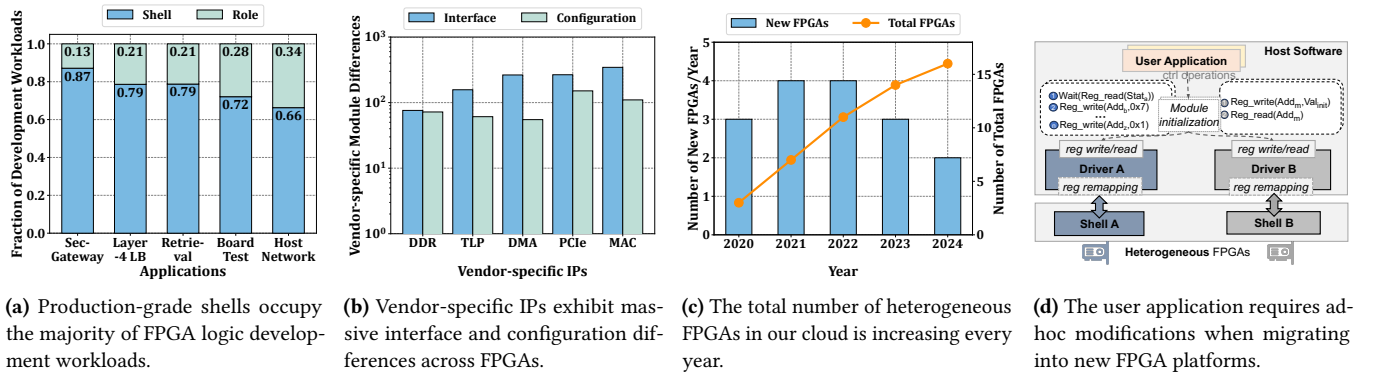 Shell Role
Fraction of Development Workloads
1.0
0.8
0.6
0.4
0.2
0.0
0.13 0.21 0.21 0.28 0.34
0.87 0.79 0.79 0.72 0.66
Sec- Layer Retrie- Board Host
Gateway -4 LB val Test Network
Applications
(a) Production-grade shells occupy
the majority of FPGA logic develop-
ment workloads.
Interface Configuration
Vendor-specific Module Differences
10³
10²
10¹
10⁰
DDR TLP DMA PCIe MAC
Vendor-specific IPs
(b) Vendor-specific IPs exhibit mas-
sive interface and configuration dif-
ferences across FPGAs.
New FPGAs Total FPGAs
Number of New FPGAs/Year
5
4
3
2
1
0
15
10
5
0
Number of Total FPGAs
2020 2021 2022 2023 2024
Year
(c) The total number of heterogeneous
FPGAs in our cloud is increasing every
year.
Host Software
User Application
ctrl operations
1 Wait(Reg_read(Stat
2 Reg_write(Add
,0x7)
...
Reg_write(Add
,0x1)
Module
initialization
Reg_write(Addm,Valinit)
Reg_read(Addm)
reg write/read reg write/read
Driver A Driver B
reg remapping reg remapping
Shell A Shell B
Heterogeneous FPGAs
(d) The user application requires ad-
hoc modifications when migrating
into new FPGA platforms.